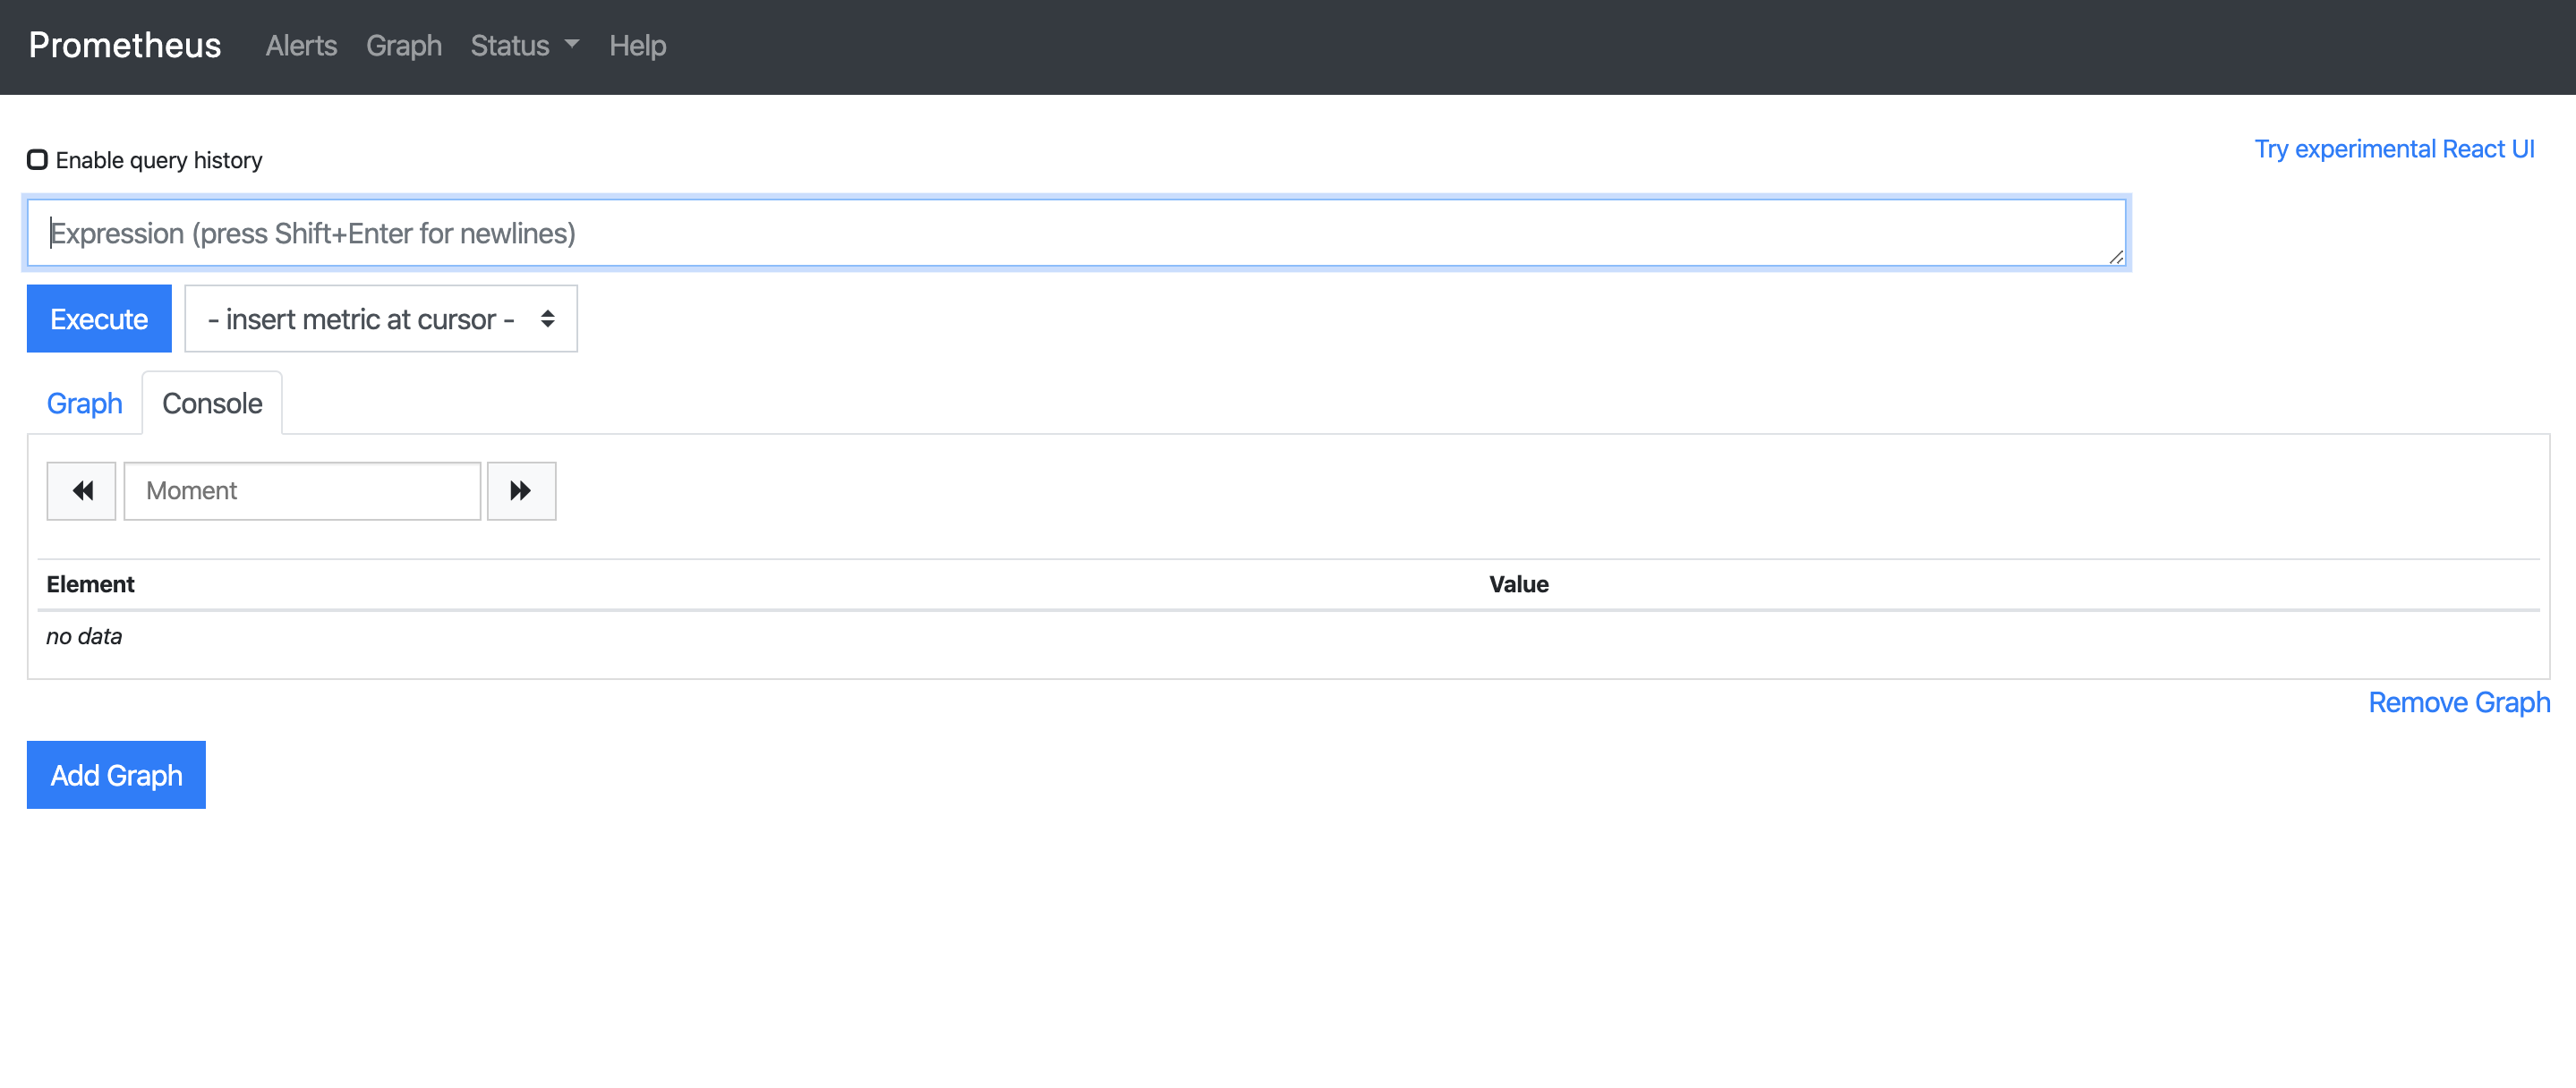 Prometheus Alerts Graph Status Help
Enable query history
Try experimental React UI
Expression (press Shift+Enter for newlines)
Execute
- insert metric at cursor -
Graph Console
Moment
Element Value
no data
Remove Graph
Add Graph